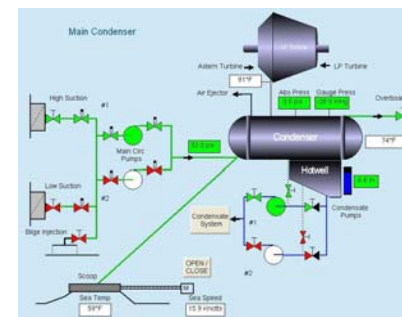 Main Condenser
Astern Turbine
LP Turbine
91°F
Air Ejector
Abs Press
Gauge Press
Overboard
High Suction
#1
Main Circ
Pumps
Condenser
74°F
Hotwell
Low Suction
#2
Bilge Injection
Condensate
System
#1
#2
Condensate
Pumps
OPEN /
CLOSE
Scoop
M
Sea Temp
59°F
Sea Speed
15.9 Knots